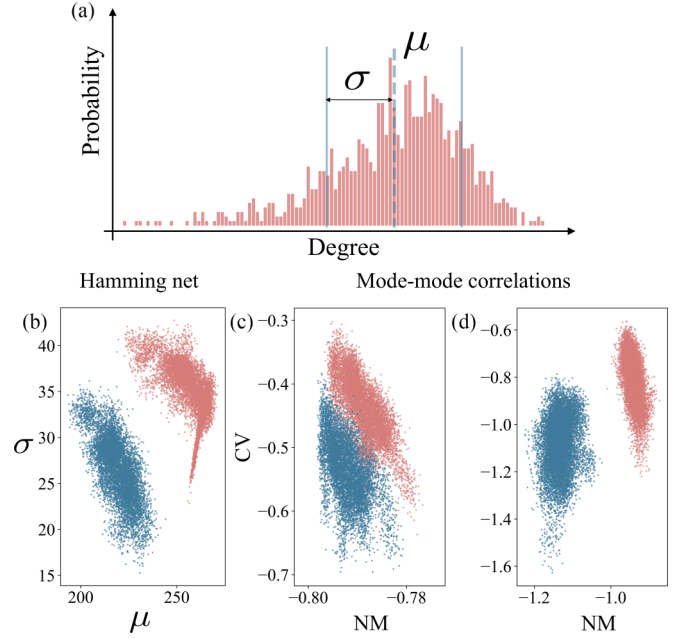 (a)
μ
σ
Probability
Degree
Hamming net
Mode-mode correlations
(b)
(c)
(d)
40
35
30
25
20
15
σ
200
250
μ
−0.3
−0.4
−0.5
−0.6
−0.7
CV
−0.80
−0.78
NM
−0.6
−0.8
−1.0
−1.2
−1.4
−1.6
−1.2
−1.0
NM